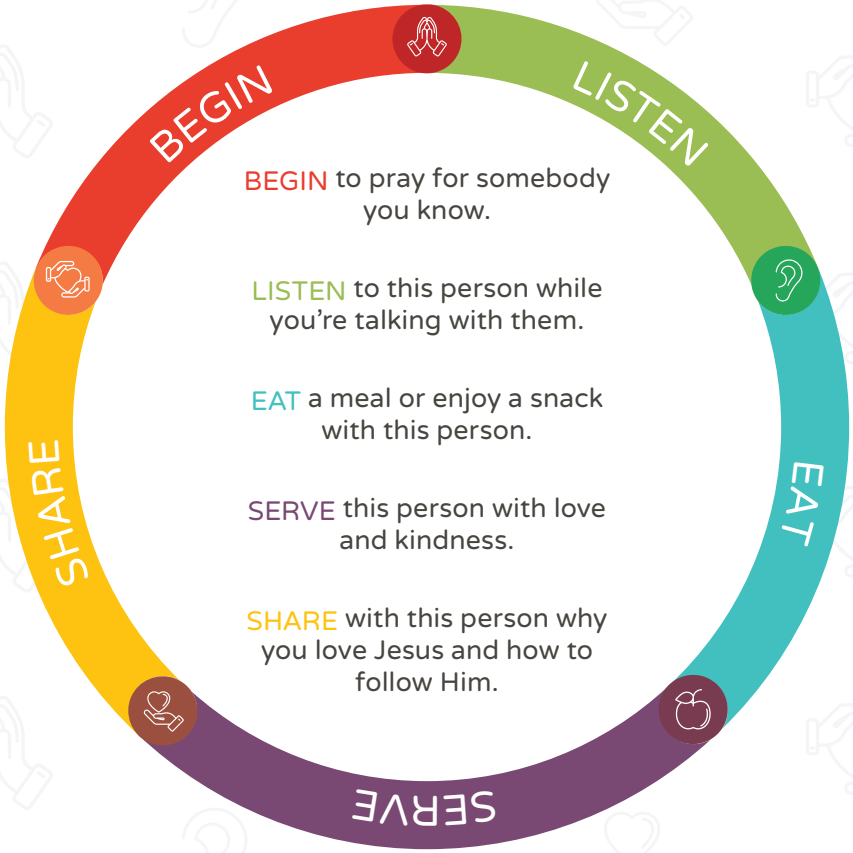 BEGIN
LISTEN
EAT
SERVE
SHARE
BEGIN to pray for somebody
you know.
LISTEN to this person while
you're talking with them.
EAT a meal or enjoy a snack
with this person.
SERVE this person with love
and kindness.
SHARE with this person why
you love Jesus and how to
follow Him.